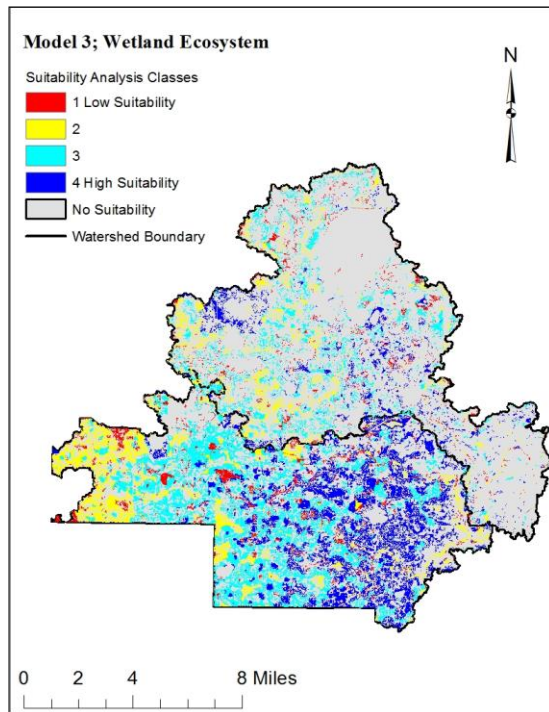 Model 3; Wetland Ecosystem
N
Suitability Analysis Classes
1 Low Suitability
2
3
4 High Suitability
No Suitability
Watershed Boundary
0 2 4 8 Miles